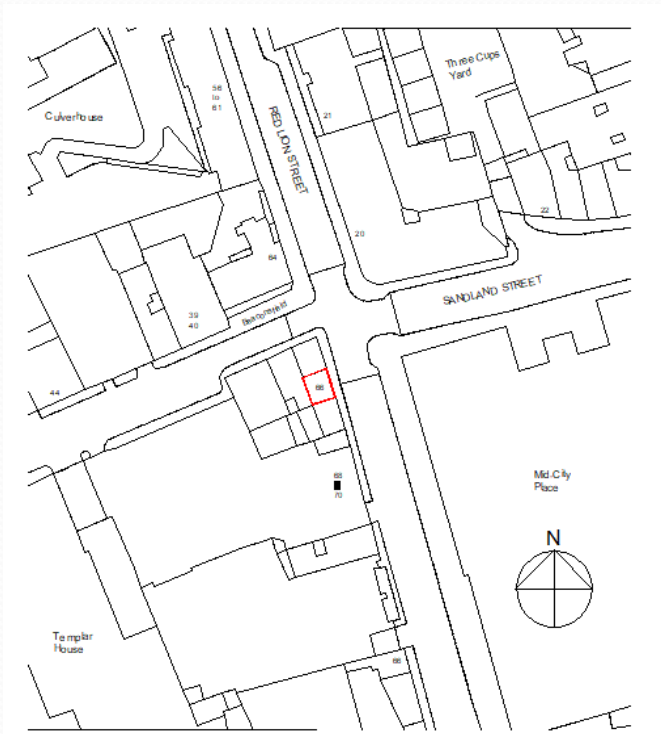 Three Cups
Yard
56
to
61
Culverhouse
21
RED LION STREET
22
20
64
SANDLAND STREET
39
40
44
66
68
70
Mid-City
Place
N
Templar
House